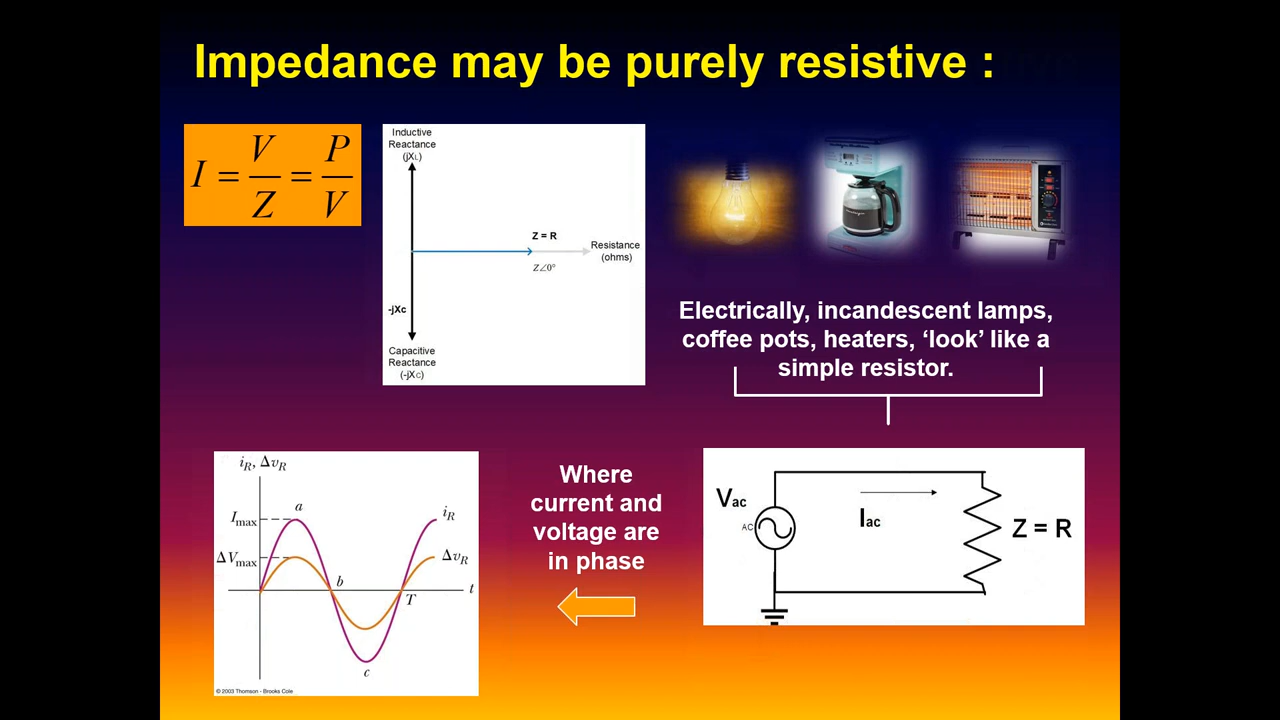 Impedance may be purely resistive :
I = V/Z = P/V
Inductive
Reactance
(jXL)
Z = R
Z∠0°
Resistance
(ohms)
-jXc
Capacitive
Reactance
(-jXC)
Electrically, incandescent lamps,
coffee pots, heaters, ‘look’ like a
simple resistor.
iR, ΔvR
a
Imax
iR
ΔVmax
ΔvR
b
T
t
c
© 2003 Thomson - Brooks Cole
Where
current and
voltage are
in phase
Vac
AC
Iac
Z = R